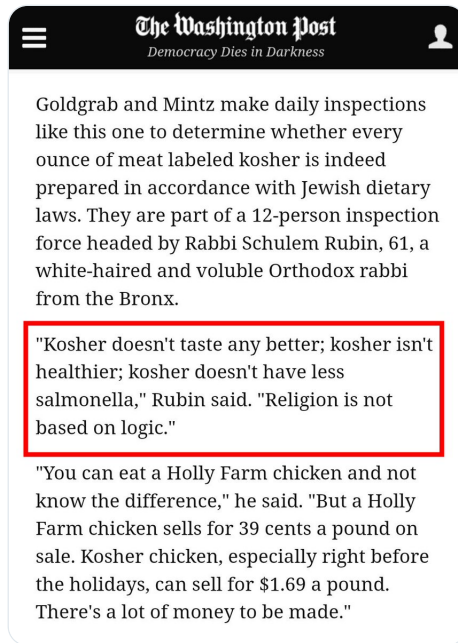 The Washington Post
Democracy Dies in Darkness
Goldgrab and Mintz make daily inspections
like this one to determine whether every
ounce of meat labeled kosher is indeed
prepared in accordance with Jewish dietary
laws. They are part of a 12-person inspection
force headed by Rabbi Schulem Rubin, 61, a
white-haired and voluble Orthodox rabbi
from the Bronx.
"Kosher doesn't taste any better; kosher isn't
healthier; kosher doesn't have less
salmonella," Rubin said. "Religion is not
based on logic."
"You can eat a Holly Farm chicken and not
know the difference," he said. "But a Holly
Farm chicken sells for 39 cents a pound on
sale. Kosher chicken, especially right before
the holidays, can sell for $1.69 a pound.
There's a lot of money to be made."